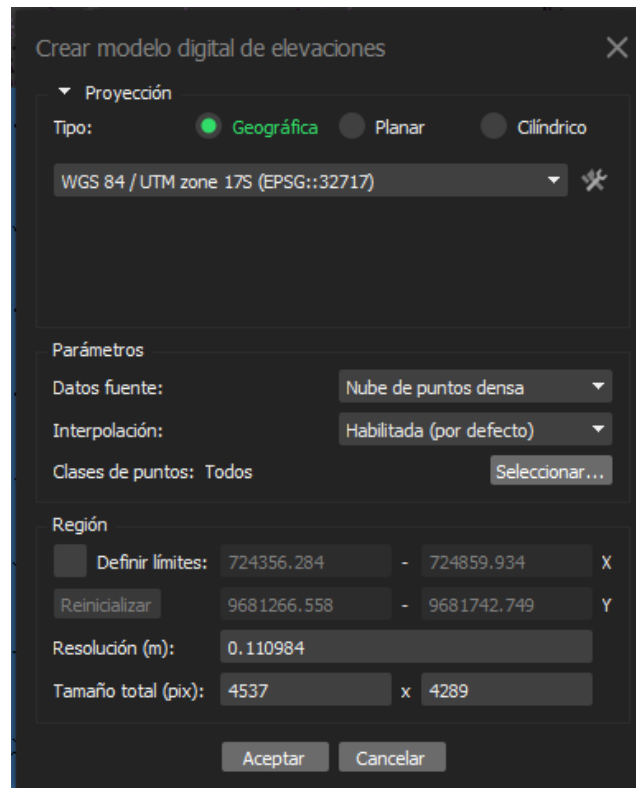 Crear modelo digital de elevaciones
Proyección
Tipo: Geográfica Planar Cilíndrico
WGS 84 / UTM zone 17S (EPSG::32717)
Parámetros
Datos fuente: Nube de puntos densa
Interpolación: Habilitada (por defecto)
Clases de puntos: Todos Seleccionar...
Región
Definir límites: 724356.284 - 724859.934 X
Reinicializar 9681266.558 - 9681742.749 Y
Resolución (m): 0.110984
Tamaño total (pix): 4537 x 4289
Aceptar Cancelar